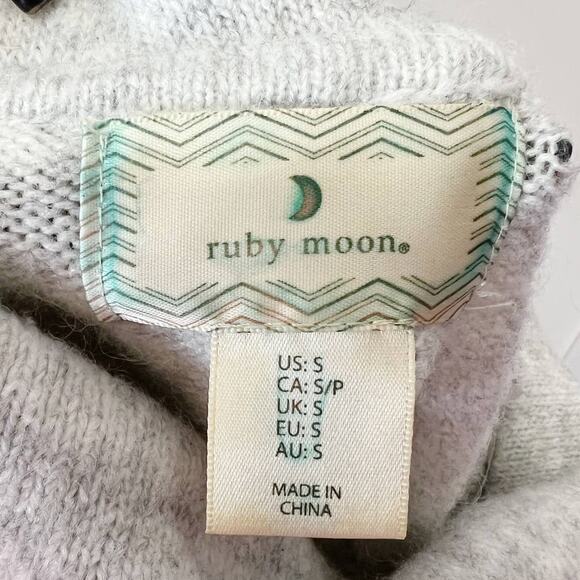 ruby moon®
US: S
CA: S/P
UK: S
EU: S
AU: S
MADE IN
CHINA